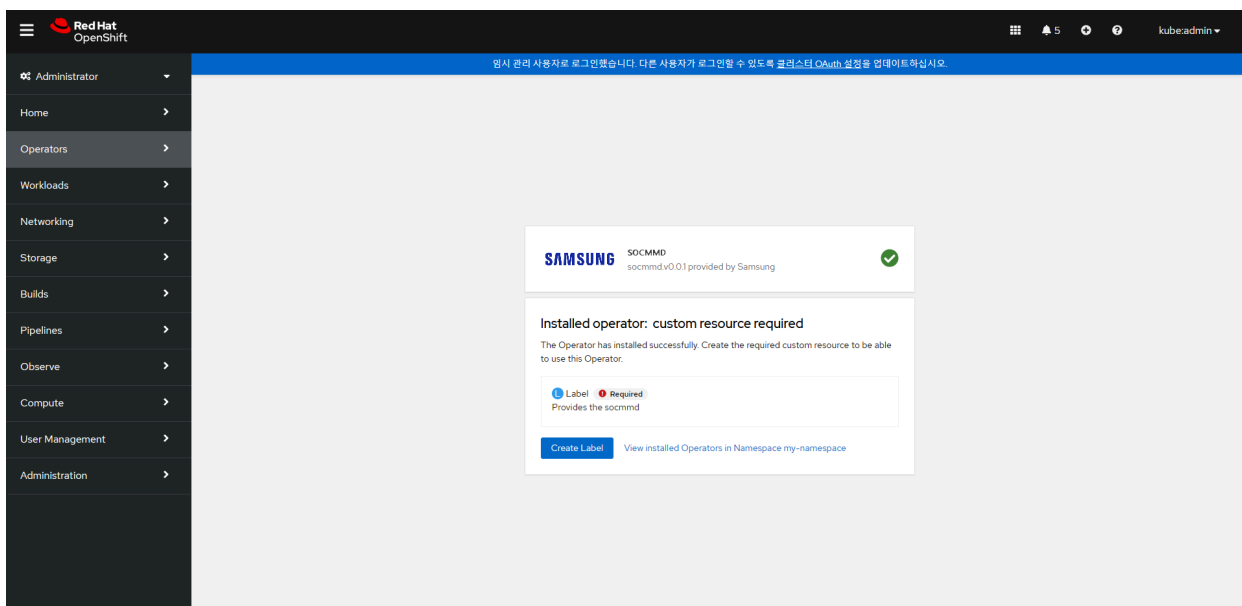 Red Hat
OpenShift
5
kube:admin
임시 관리 사용자로 로그인했습니다. 다른 사용자가 로그인할 수 있도록 클러스터 OAuth 설정을 업데이트하십시오.
Administrator
Home
Operators
Workloads
Networking
Storage
Builds
Pipelines
Observe
Compute
User Management
Administration
SAMSUNG
SOCMMD
socmmd.v0.0.1 provided by Samsung
Installed operator: custom resource required
The Operator has installed successfully. Create the required custom resource to be able
to use this Operator.
L Label Required
Provides the socmmd
Create Label View installed Operators in Namespace my-namespace